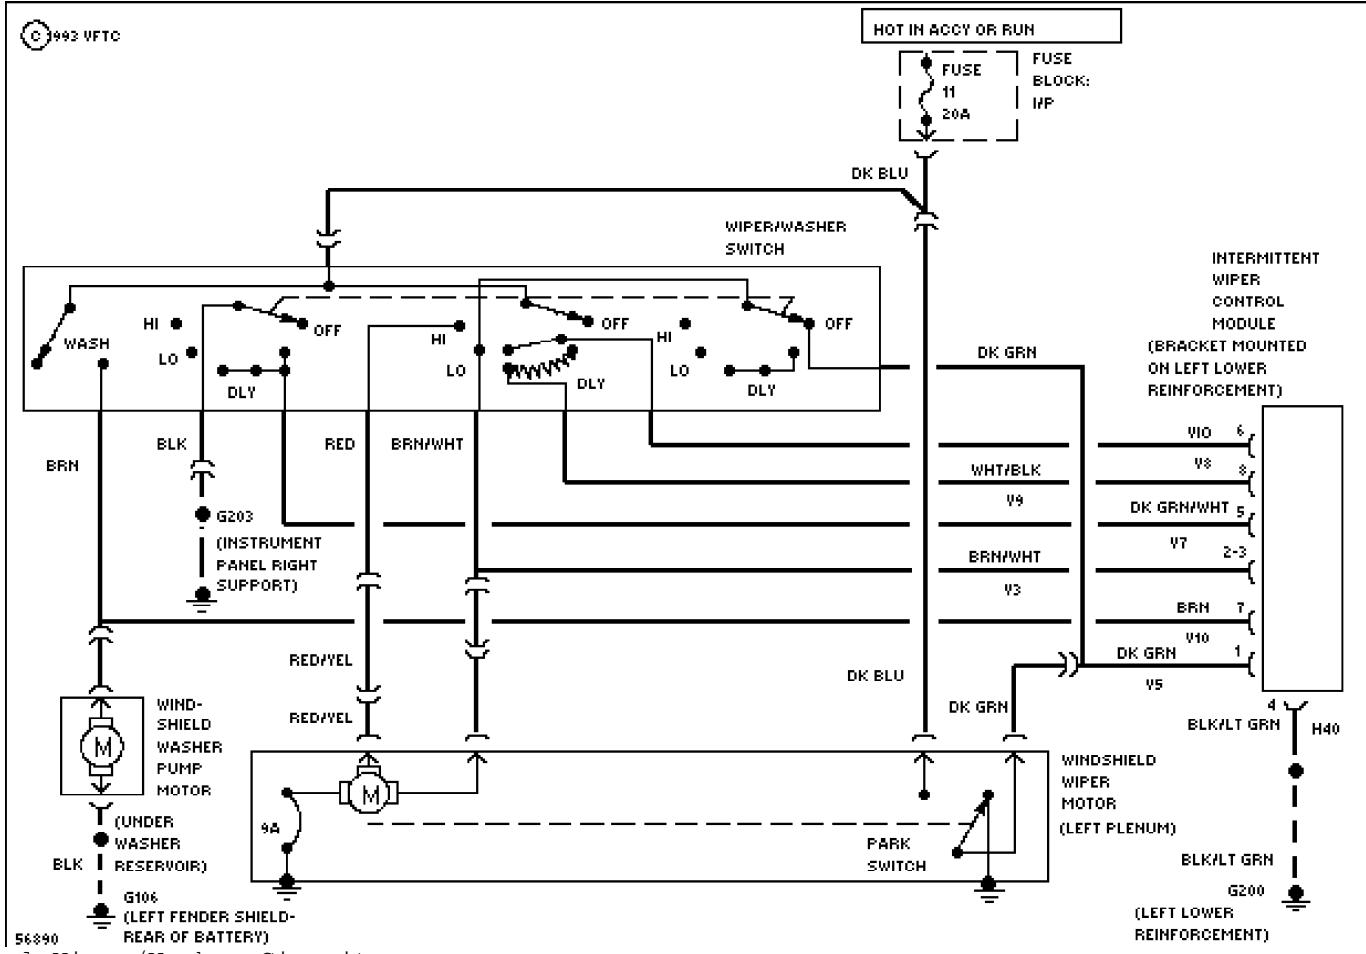 C 993 VFTC
HOT IN ACCY OR RUN
FUSE
11
20A
FUSE
BLOCK:
I/P
DK BLU
WIPER/WASHER
SWITCH
INTERMITTENT
WIPER
CONTROL
MODULE
(BRACKET MOUNTED
ON LEFT LOWER
REINFORCEMENT)
WASH
HI
LO
DLY
OFF
HI
LO
DLY
OFF
HI
LO
DLY
OFF
DK GRN
BRN
BLK
RED
BRN/WHT
VIO 6
V8
WHT/BLK 8
V9
DK GRN/WHT 5
V7
BRN/WHT 2-3
V3
BRN 7
V10
DK GRN 1
V5
G203
(INSTRUMENT
PANEL RIGHT
SUPPORT)
RED/YEL
RED/YEL
DK BLU
DK GRN
4
BLK/LT GRN
H40
WIND-
SHIELD
WASHER
PUMP
MOTOR
M
M
9A
PARK
SWITCH
WINDSHIELD
WIPER
MOTOR
(LEFT PLENUM)
(UNDER
WASHER
RESERVOIR)
BLK
G106
(LEFT FENDER SHIELD-
REAR OF BATTERY)
BLK/LT GRN
G200
(LEFT LOWER
REINFORCEMENT)
56890